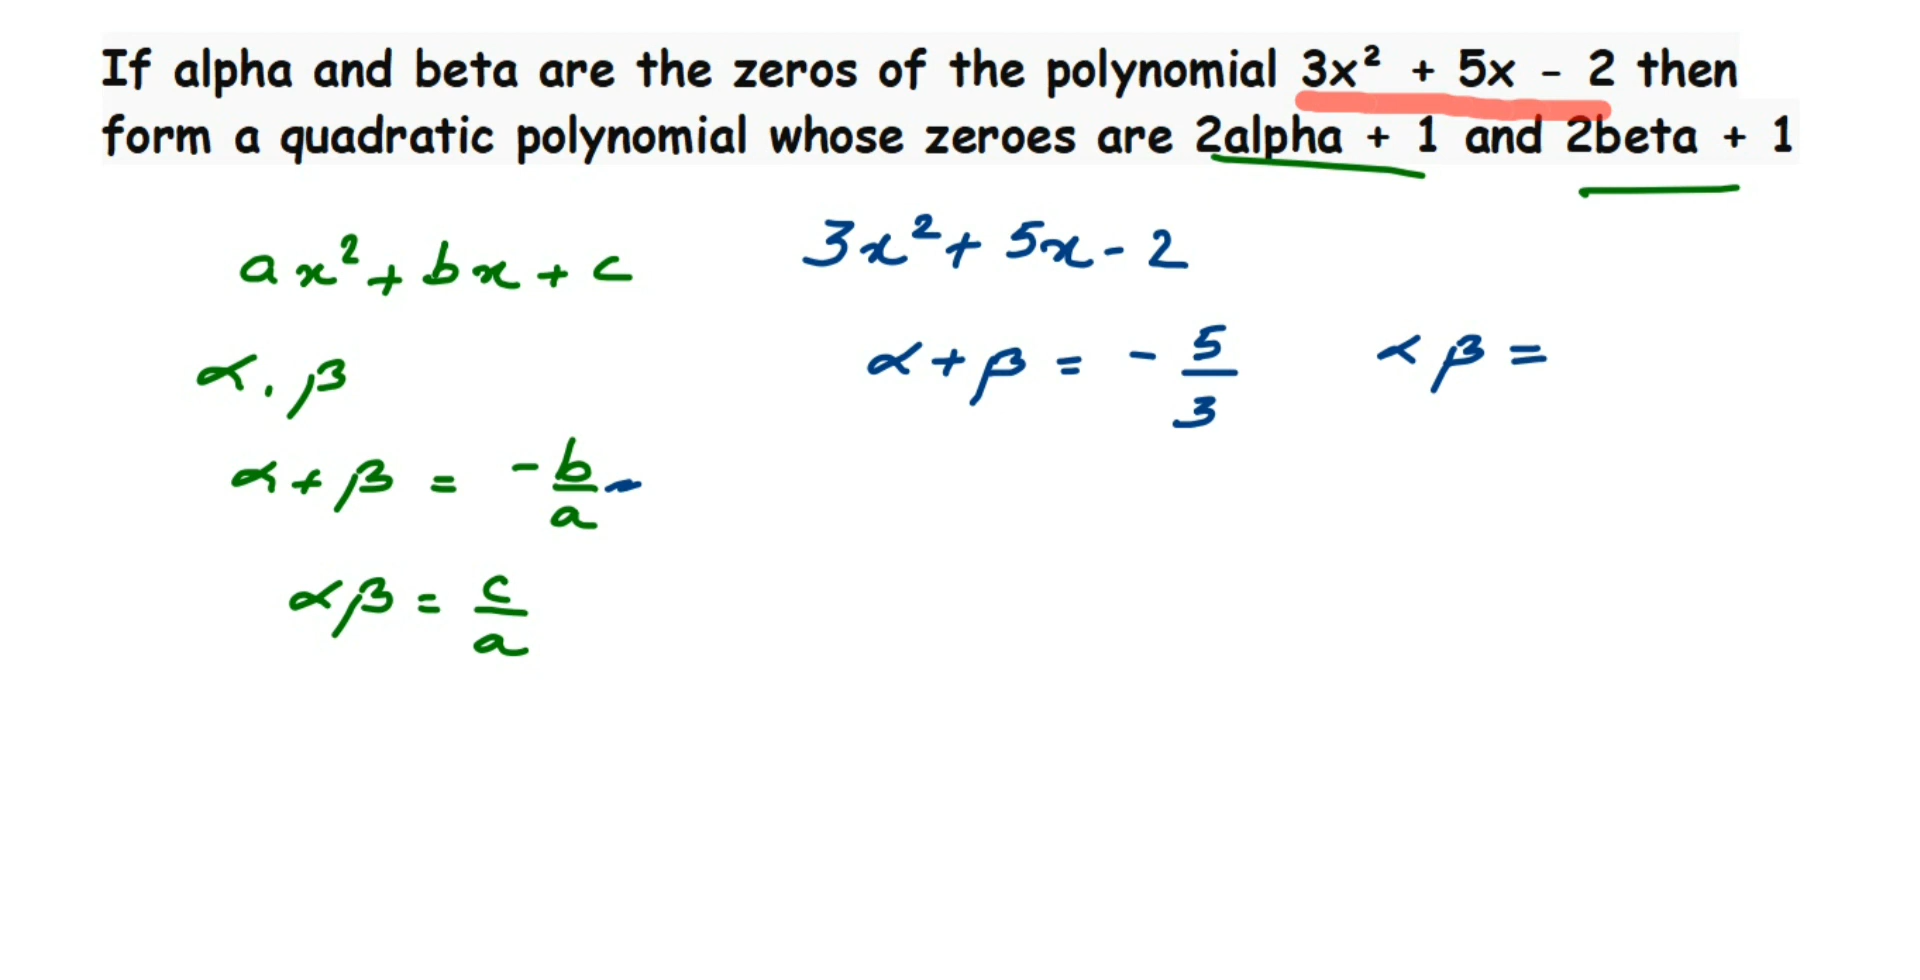 If alpha and beta are the zeros of the polynomial 3x² + 5x - 2 then
form a quadratic polynomial whose zeroes are 2alpha + 1 and 2beta + 1
ax² + bx + c
3x² + 5x - 2
α, β
α + β = - 5/3
αβ =
α + β = -b/a -
αβ = c/a